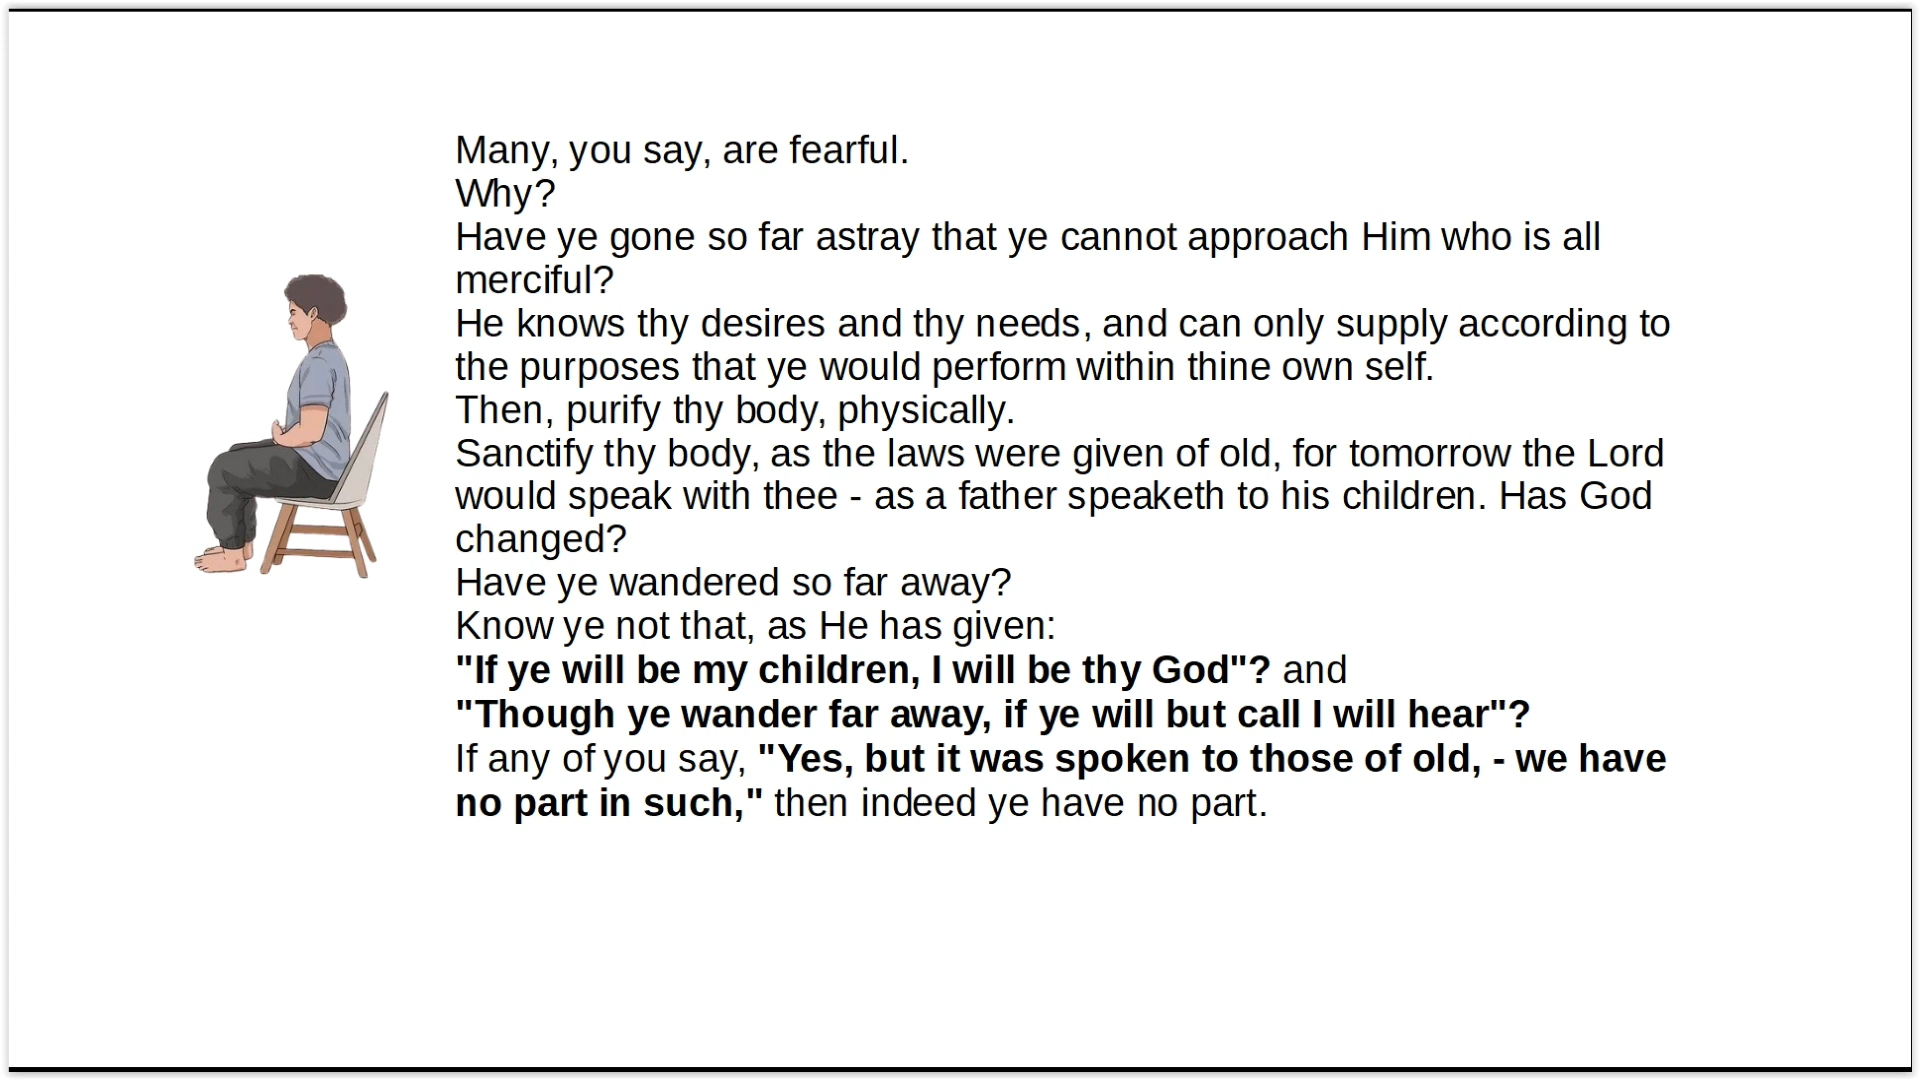 Many, you say, are fearful.
Why?
Have ye gone so far astray that ye cannot approach Him who is all
merciful?
He knows thy desires and thy needs, and can only supply according to
the purposes that ye would perform within thine own self.
Then, purify thy body, physically.
Sanctify thy body, as the laws were given of old, for tomorrow the Lord
would speak with thee - as a father speaketh to his children. Has God
changed?
Have ye wandered so far away?
Know ye not that, as He has given:
"If ye will be my children, I will be thy God"? and
"Though ye wander far away, if ye will but call I will hear"?
If any of you say, "Yes, but it was spoken to those of old, - we have
no part in such," then indeed ye have no part.